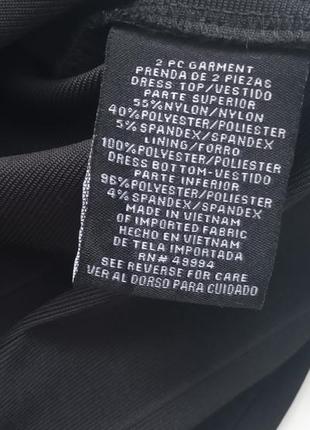 2 PC GARMENT
PRENDA DE 2 PIEZAS
DRESS TOP/VESTIDO
PARTE SUPERIOR
55%NYLON/NYLON
40%POLYESTER/POLIESTER
5%SPANDEX/SPANDEX
LINING/FORRO
100%POLYESTER/POLIESTER
DRESS BOTTOM-VESTIDO
PARTE INFERIOR
96%POLYESTER/POLIESTER
4%SPANDEX/SPANDEX
MADE IN VIETNAM
OF IMPORTED FABRIC
HECHO EN VIETNAM
DE TELA IMPORTADA
RN# 49994
SEE REVERSE FOR CARE
VER AL DORSO PARA CUIDADO